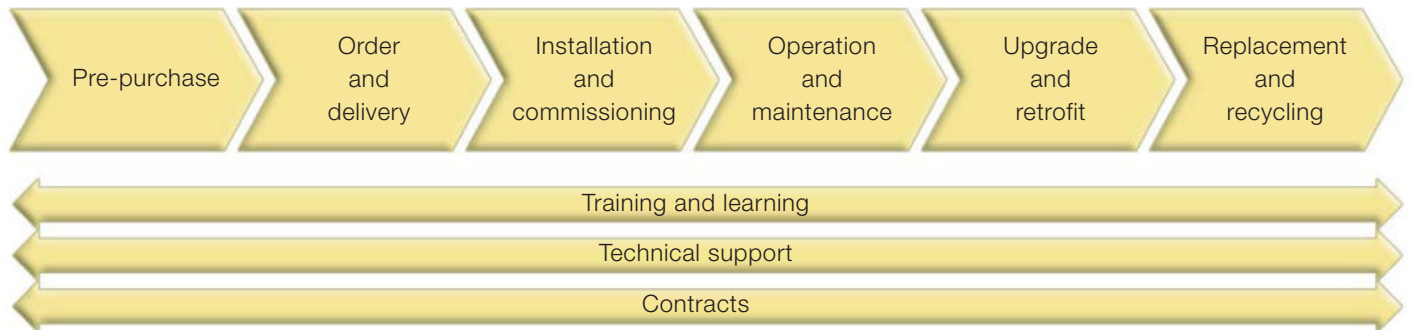 Pre-purchase
Order
and
delivery
Installation
and
commissioning
Operation
and
maintenance
Upgrade
and
retrofit
Replacement
and
recycling
Training and learning
Technical support
Contracts